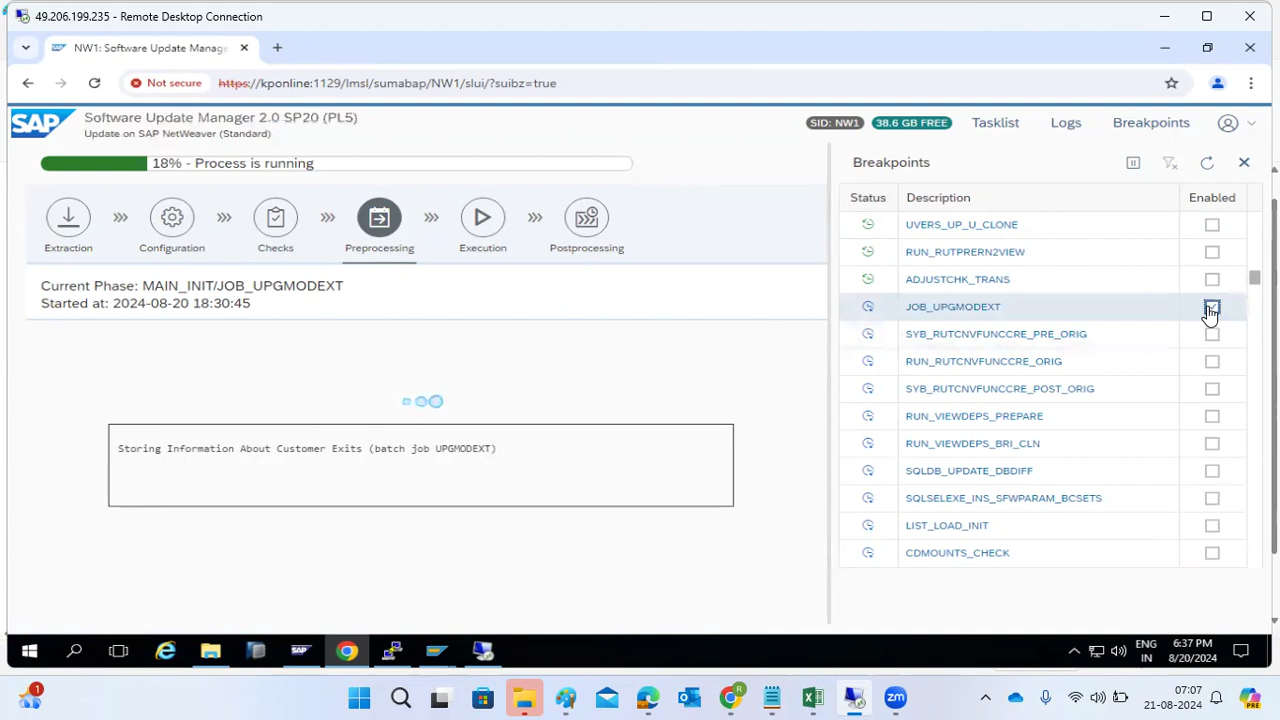 49.206.199.235 - Remote Desktop Connection
NW1: Software Update Manage
Not secure
https://kponline:1129/lmsl/sumabap/NW1/slui/?suibz=true
SAP
Software Update Manager 2.0 SP20 (PL5)
Update on SAP NetWeaver (Standard)
SID: NW1
38.6 GB FREE
Tasklist
Logs
Breakpoints
18% - Process is running
Extraction
Configuration
Checks
Preprocessing
Execution
Postprocessing
Current Phase: MAIN_INIT/JOB_UPGMODEXT
Started at: 2024-08-20 18:30:45
Storing Information About Customer Exits (batch job UPGMODEXT)
Breakpoints
Status Description Enabled
UVERS_UP_U_CLONE
RUN_RUTPRERN2VIEW
ADJUSTCHK_TRANS
JOB_UPGMODEXT
SYB_RUTCNVFUNCCRE_PRE_ORIG
RUN_RUTCNVFUNCCRE_ORIG
SYB_RUTCNVFUNCCRE_POST_ORIG
RUN_VIEWDEPS_PREPARE
RUN_VIEWDEPS_BRI_CLN
SQLDB_UPDATE_DBDIFF
SQLSELEXE_INS_SFWPARAM_BCSETS
LIST_LOAD_INIT
CDMOUNTS_CHECK
ENG
IN
6:37 PM
8/20/2024
1
07:07
21-08-2024
PRE